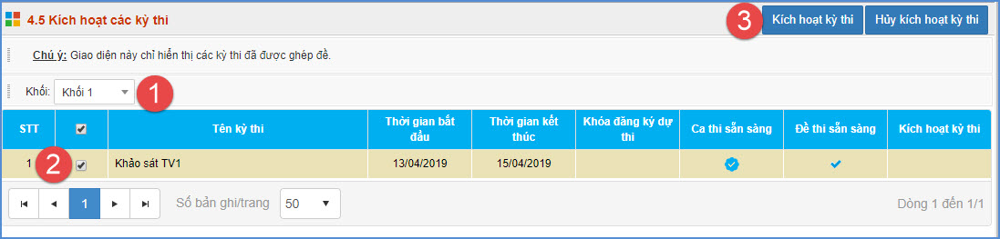 4.5 Kích hoạt các kỳ thi
3
Kích hoạt kỳ thi
Hủy kích hoạt kỳ thi
Chú ý: Giao diện này chỉ hiển thị các kỳ thi đã được ghép đề.
Khối: Khối 1
1
STT
Tên kỳ thi
Thời gian bắt
đầu
Thời gian kết
thúc
Khóa đăng ký dự
thi
Ca thi sẵn sàng
Đề thi sẵn sàng
Kích hoạt kỳ thi
1
2
Khảo sát TV1
13/04/2019
15/04/2019
1
Số bản ghi/trang
50
Dòng 1 đến 1/1